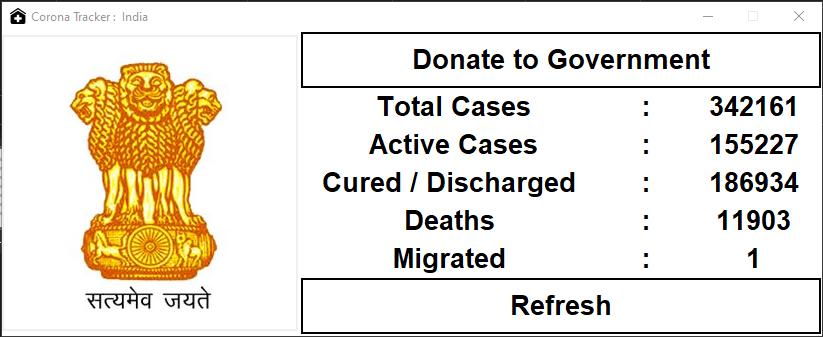 Corona Tracker : India
Donate to Government
Total Cases : 342161
Active Cases : 155227
Cured / Discharged : 186934
Deaths : 11903
Migrated : 1
सत्यमेव जयते
Refresh